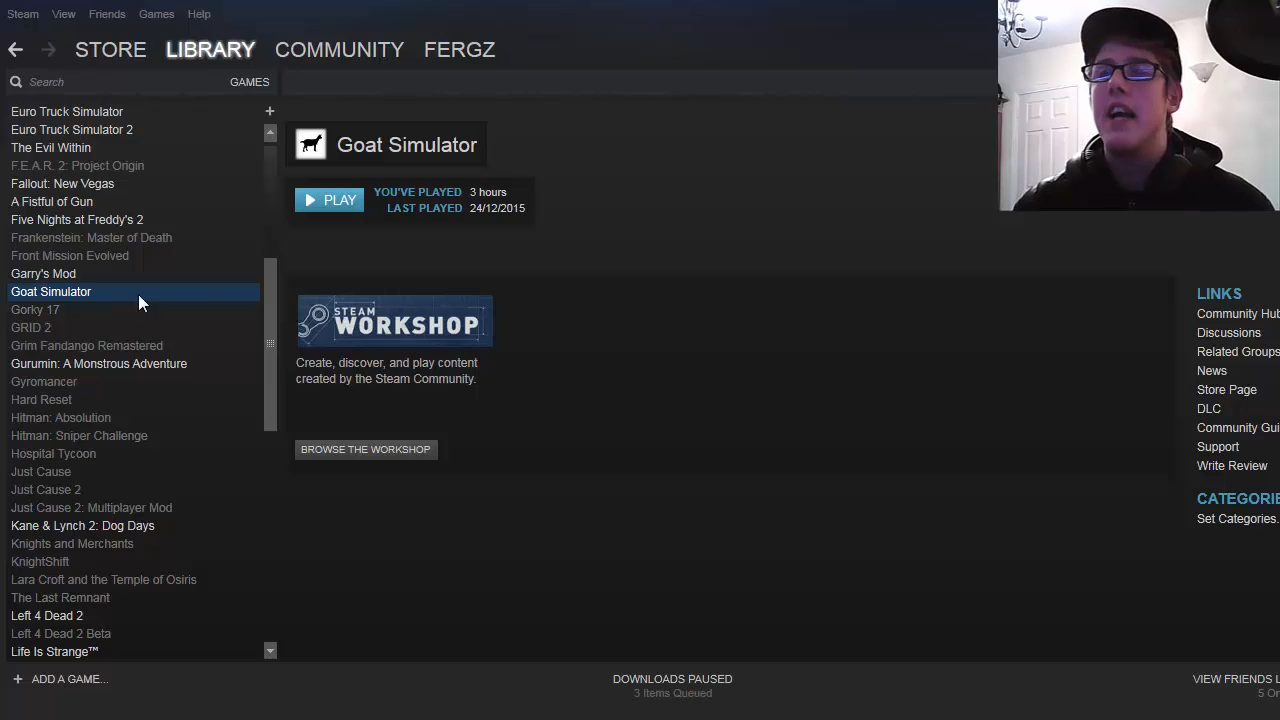 Steam View Friends Games Help
STORE LIBRARY COMMUNITY FERGZ
Search GAMES
Euro Truck Simulator
Euro Truck Simulator 2
The Evil Within
F.E.A.R. 2: Project Origin
Fallout: New Vegas
A Fistful of Gun
Five Nights at Freddy's 2
Frankenstein: Master of Death
Front Mission Evolved
Garry's Mod
Goat Simulator
Gorky 17
GRID 2
Grim Fandango Remastered
Gurumin: A Monstrous Adventure
Gyromancer
Hard Reset
Hitman: Absolution
Hitman: Sniper Challenge
Hospital Tycoon
Just Cause
Just Cause 2
Just Cause 2: Multiplayer Mod
Kane & Lynch 2: Dog Days
Knights and Merchants
KnightShift
Lara Croft and the Temple of Osiris
The Last Remnant
Left 4 Dead 2
Left 4 Dead 2 Beta
Life Is Strange™
+ ADD A GAME...
Goat Simulator
PLAY
YOU'VE PLAYED 3 hours
LAST PLAYED 24/12/2015
STEAM
WORKSHOP
Create, discover, and play content
created by the Steam Community.
BROWSE THE WORKSHOP
LINKS
Community Hub
Discussions
Related Groups
News
Store Page
DLC
Community Gui
Support
Write Review
CATEGORIE
Set Categories.
DOWNLOADS PAUSED
3 Items Queued
VIEW FRIENDS L
5 On